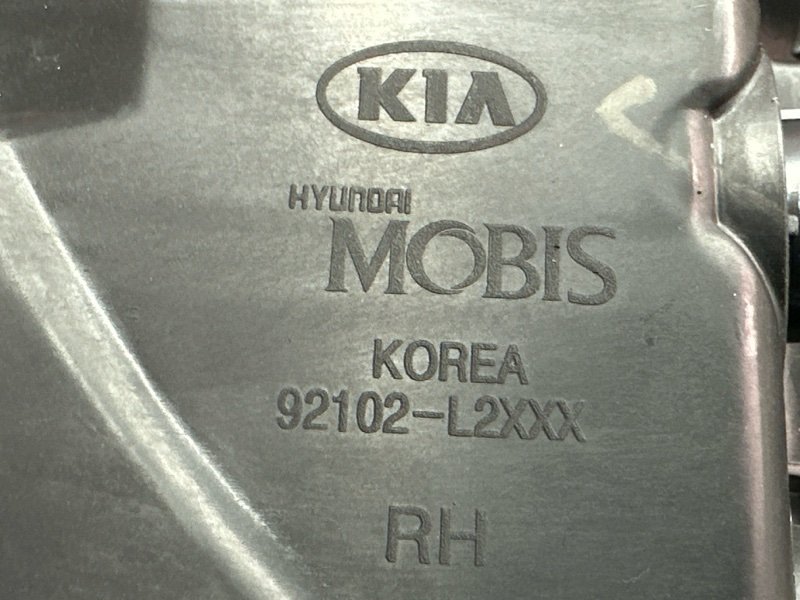 KIA
HYUNDAI
MOBIS
KOREA
92102-L2XXX
RH